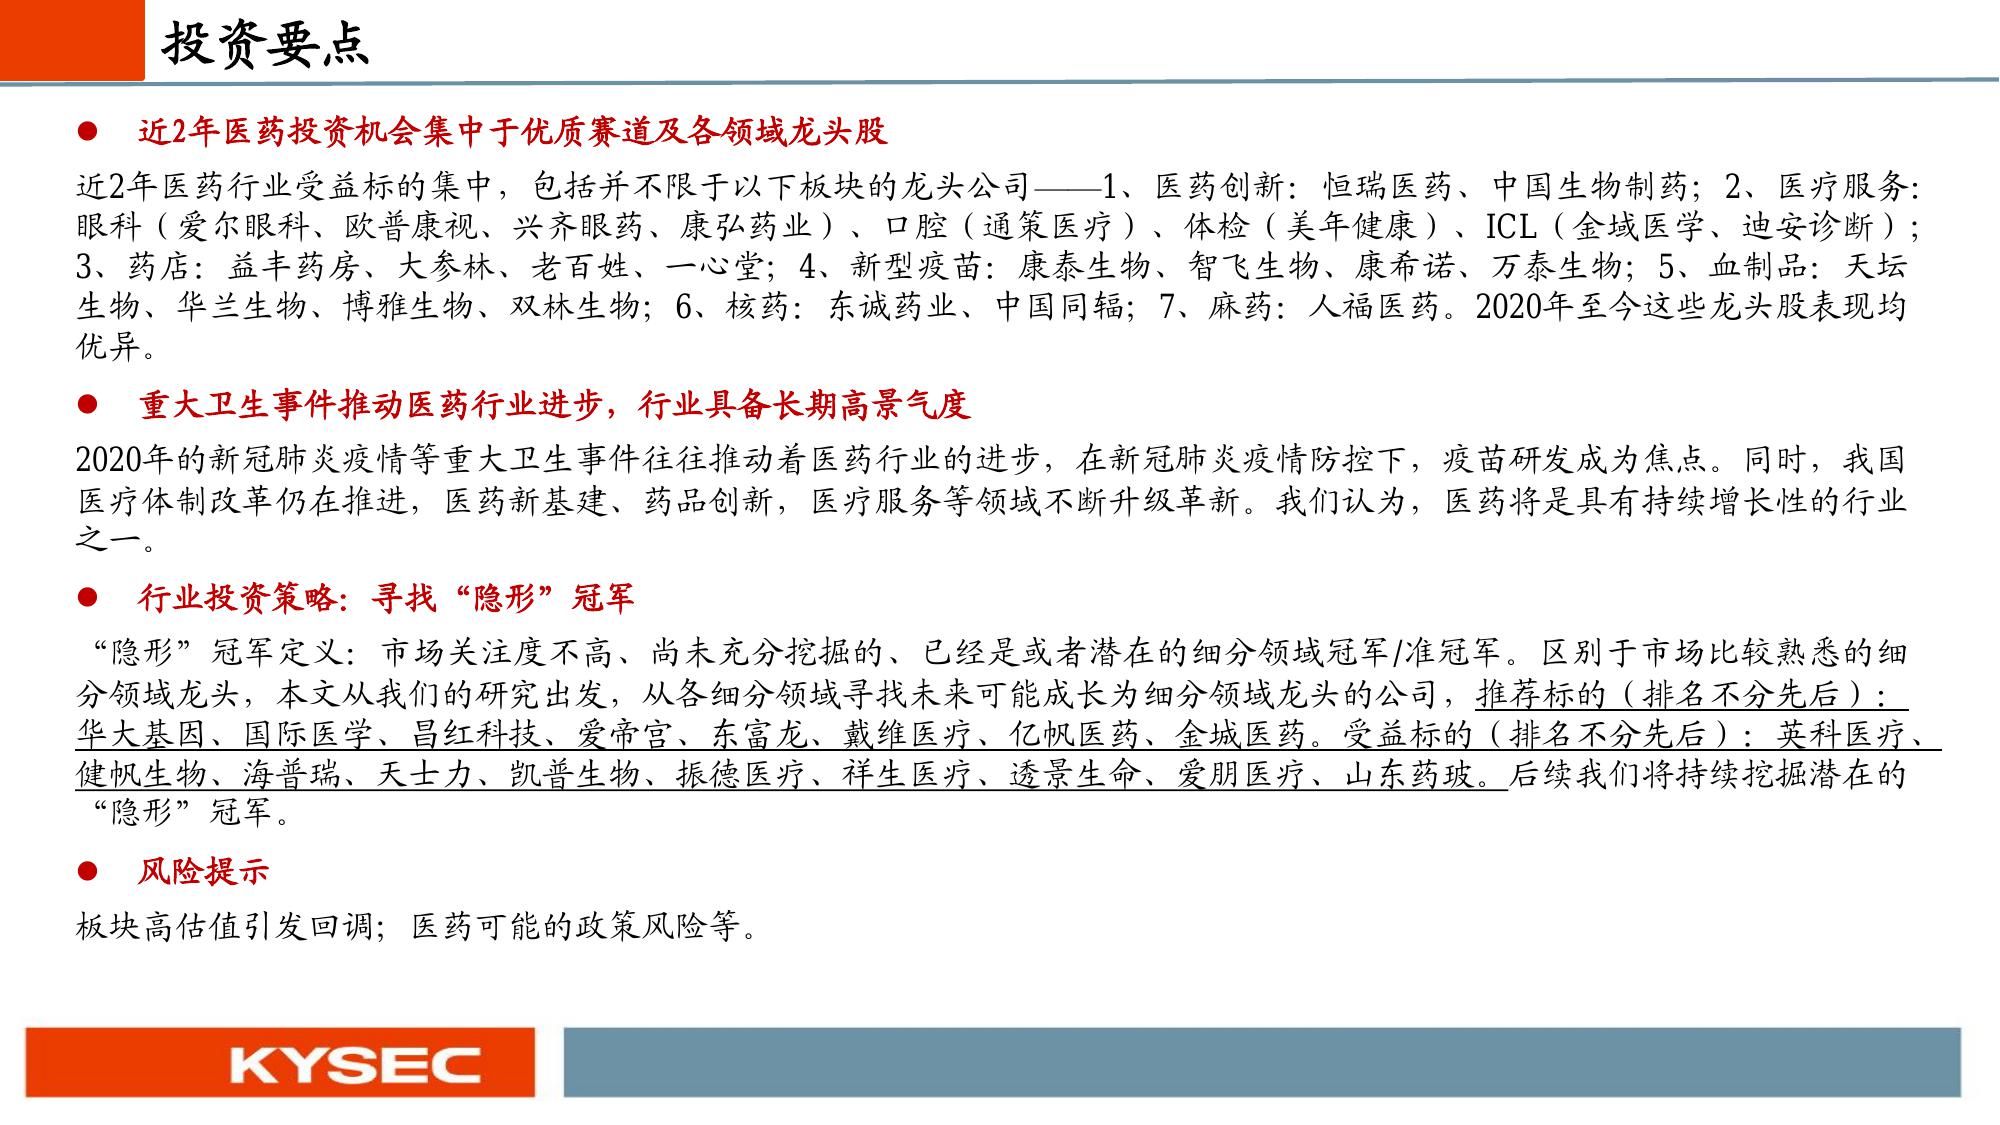 投资要点
● 近2年医药投资机会集中于优质赛道及各领域龙头股
近2年医药行业受益标的集中，包括并不限于以下板块的龙头公司——1、医药创新：恒瑞医药、中国生物制药；2、医疗服务：
眼科（爱尔眼科、欧普康视、兴齐眼药、康弘药业）、口腔（通策医疗）、体检（美年健康）、ICL（金域医学、迪安诊断）；
3、药店：益丰药房、大参林、老百姓、一心堂；4、新型疫苗：康泰生物、智飞生物、康希诺、万泰生物；5、血制品：天坛
生物、华兰生物、博雅生物、双林生物；6、核药：东诚药业、中国同辐；7、麻药：人福医药。2020年至今这些龙头股表现均
优异。
● 重大卫生事件推动医药行业进步，行业具备长期高景气度
2020年的新冠肺炎疫情等重大卫生事件往往推动着医药行业的进步，在新冠肺炎疫情防控下，疫苗研发成为焦点。同时，我国
医疗体制改革仍在推进，医药新基建、药品创新，医疗服务等领域不断升级革新。我们认为，医药将是具有持续增长性的行业
之一。
● 行业投资策略：寻找“隐形”冠军
“隐形”冠军定义：市场关注度不高、尚未充分挖掘的、已经是或者潜在的细分领域冠军/准冠军。区别于市场比较熟悉的细
分领域龙头，本文从我们的研究出发，从各细分领域寻找未来可能成长为细分领域龙头的公司，推荐标的（排名不分先后）：
华大基因、国际医学、昌红科技、爱帝宫、东富龙、戴维医疗、亿帆医药、金城医药。受益标的（排名不分先后）：英科医疗、
健帆生物、海普瑞、天士力、凯普生物、振德医疗、祥生医疗、透景生命、爱朋医疗、山东药玻。后续我们将持续挖掘潜在的
“隐形”冠军。
● 风险提示
板块高估值引发回调；医药可能的政策风险等。
KYSEC